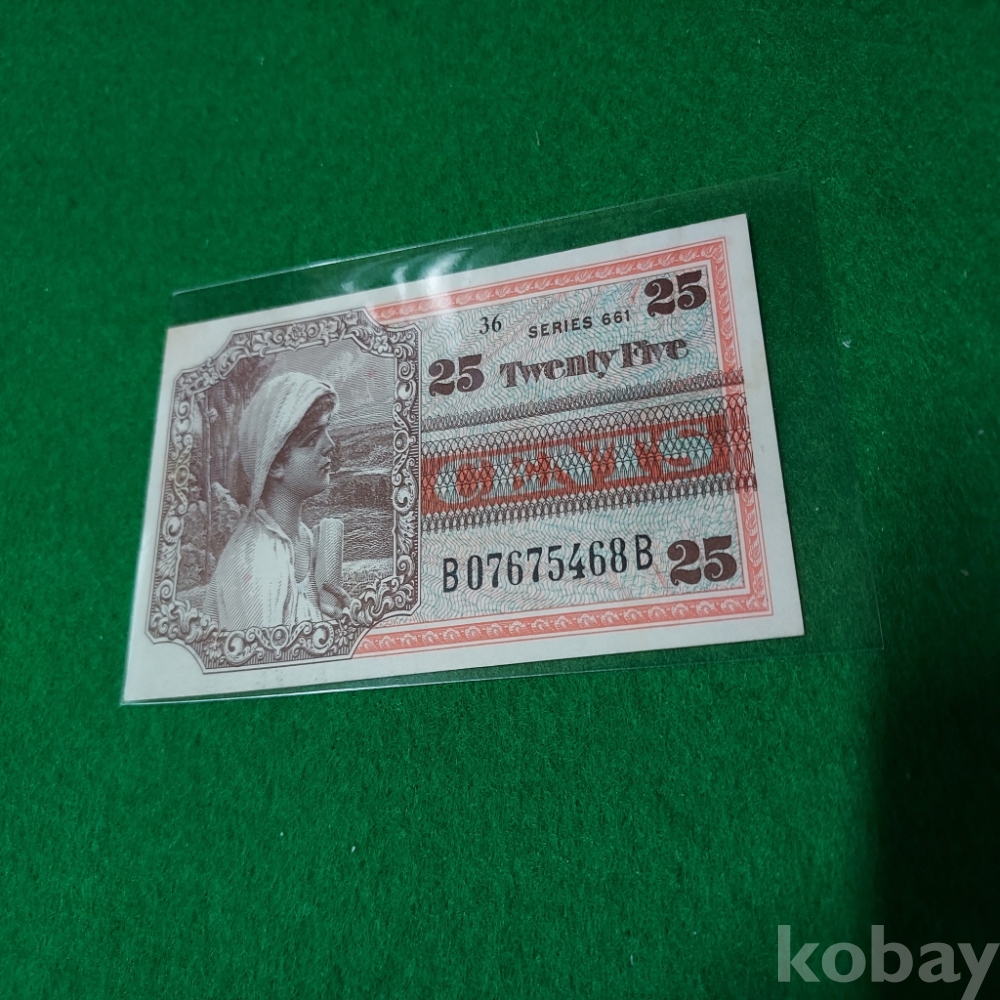 36 SERIES 661 25
25 Twenty Five
CENTS
B07675468B 25
kobay